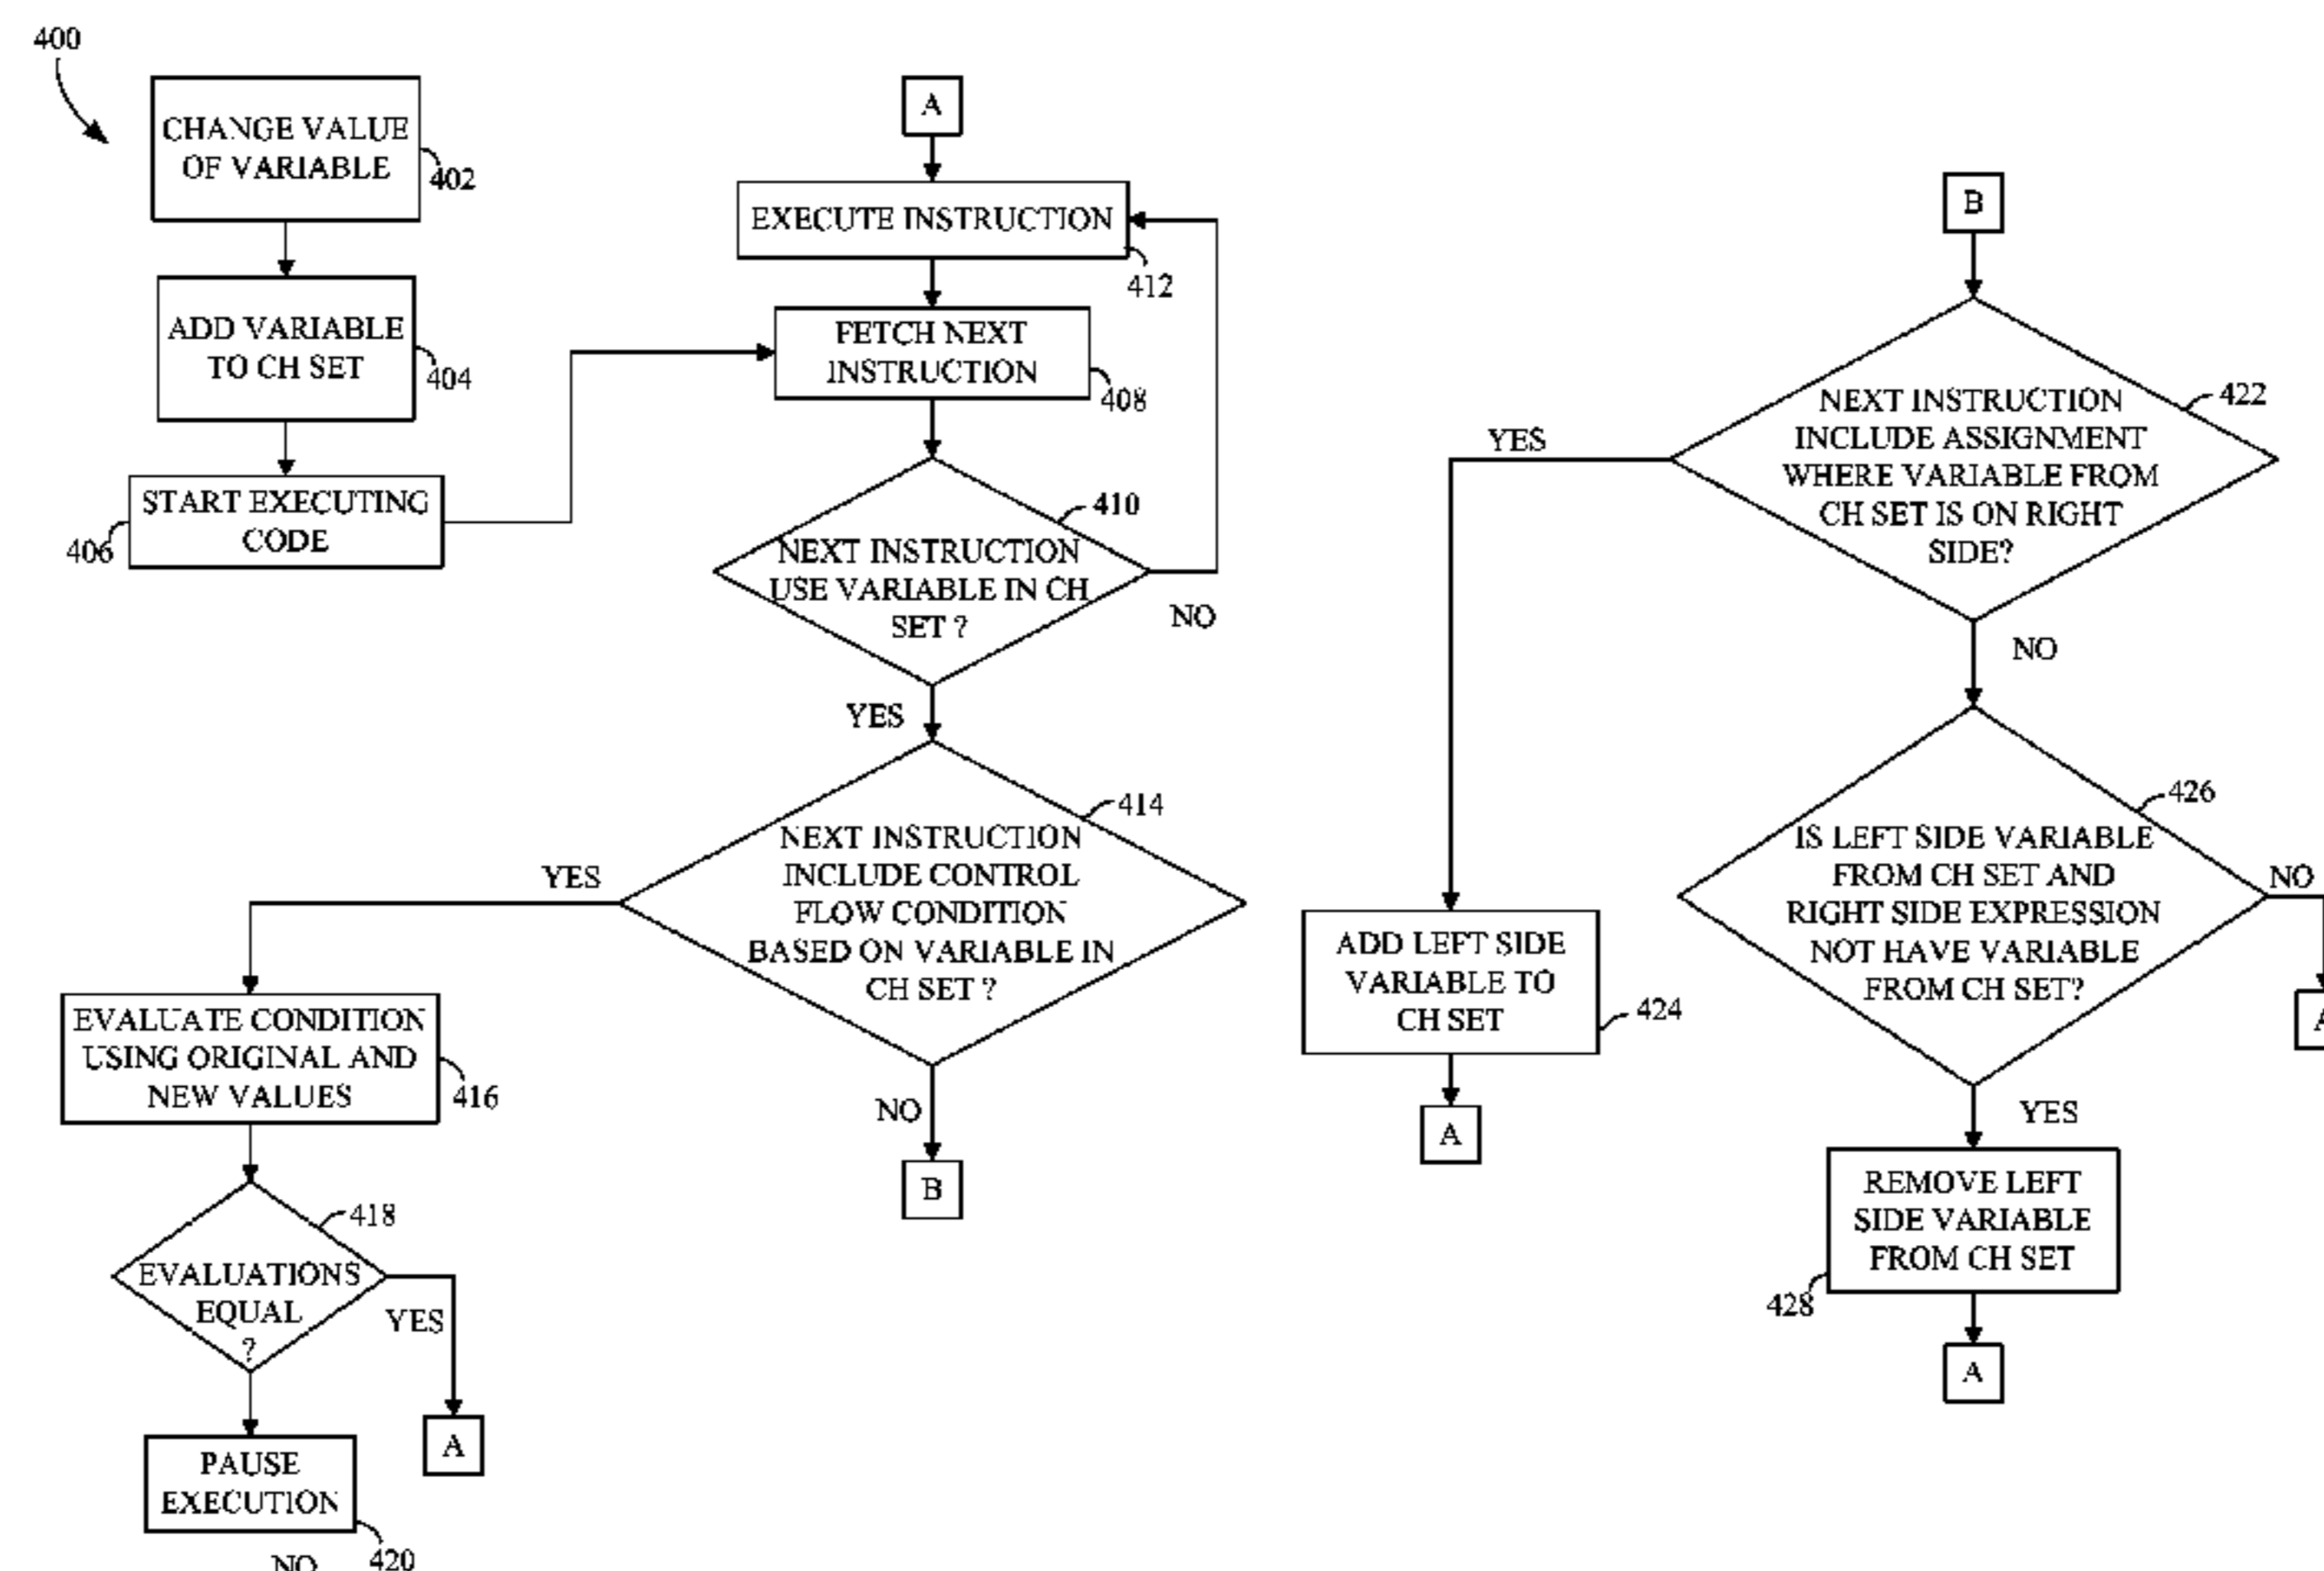 400
CHANGE VALUE
OF VARIABLE
402
ADD VARIABLE
TO CH SET
404
START EXECUTING
CODE
406
A
EXECUTE INSTRUCTION
412
FETCH NEXT
INSTRUCTION
408
410
NEXT INSTRUCTION
USE VARIABLE IN CH
SET ?
NO
YES
414
NEXT INSTRUCTION
INCLUDE CONTROL
FLOW CONDITION
BASED ON VARIABLE IN
CH SET ?
YES
NO
B
EVALUATE CONDITION
USING ORIGINAL AND
NEW VALUES
416
418
EVALUATIONS
EQUAL
?
YES
A
PAUSE
EXECUTION
420
NO
B
422
NEXT INSTRUCTION
INCLUDE ASSIGNMENT
WHERE VARIABLE FROM
CH SET IS ON RIGHT
SIDE?
YES
NO
ADD LEFT SIDE
VARIABLE TO
CH SET
424
A
426
IS LEFT SIDE VARIABLE
FROM CH SET AND
RIGHT SIDE EXPRESSION
NOT HAVE VARIABLE
FROM CH SET?
NO
A
YES
REMOVE LEFT
SIDE VARIABLE
FROM CH SET
428
A